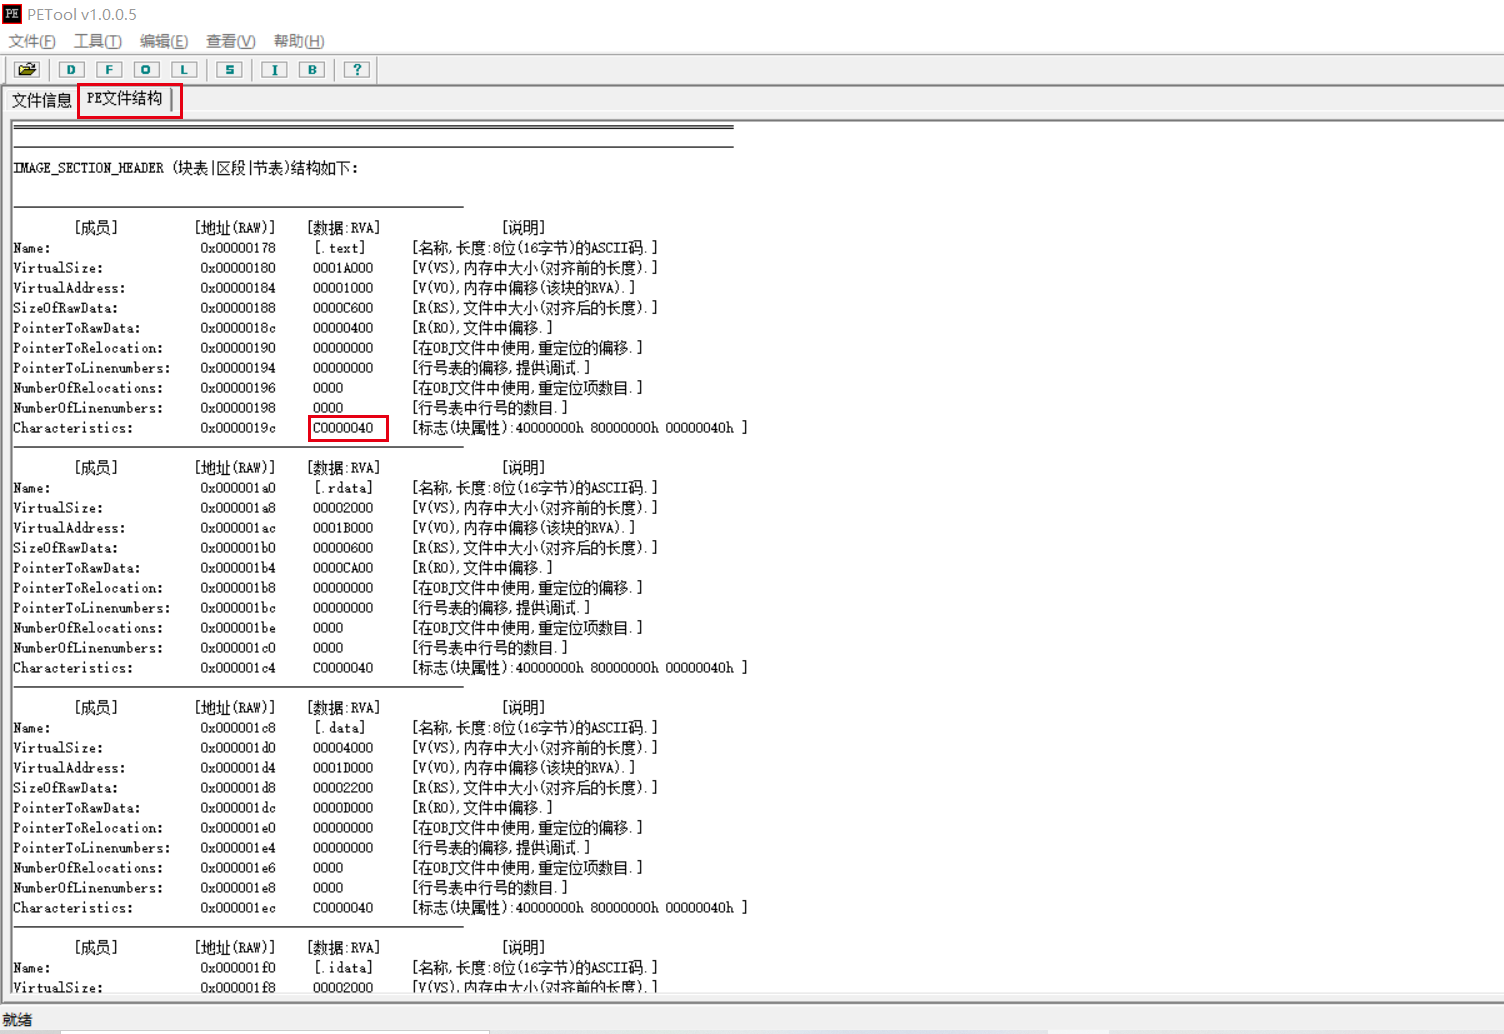 PETool v1.0.0.5
文件(F) 工具(T) 编辑(E) 查看(V) 帮助(H)
D F O L S I B ?
文件信息 PE文件结构
IMAGE_SECTION_HEADER (块表|区段|节表)结构如下:
[成员] [地址(RAW)] [数据:RVA] [说明]
Name: 0x00000178 [.text] [名称,长度:8位(16字节)的ASCII码.]
VirtualSize: 0x00000180 0001A000 [V(VS),内存中大小(对齐前的长度).]
VirtualAddress: 0x00000184 00001000 [V(VO),内存中偏移(该块的RVA).]
SizeOfRawData: 0x00000188 0000C600 [R(RS),文件中大小(对齐后的长度).]
PointerToRawData: 0x0000018c 00000400 [R(RO),文件中偏移.]
PointerToRelocation: 0x00000190 00000000 [在OBJ文件中使用,重定位的偏移.]
PointerToLinenumbers: 0x00000194 00000000 [行号表的偏移,提供调试.]
NumberOfRelocations: 0x00000196 0000 [在OBJ文件中使用,重定位项数目.]
NumberOfLinenumbers: 0x00000198 0000 [行号表中行号的数目.]
Characteristics: 0x0000019c C0000040 [标志(块属性):40000000h 80000000h 00000040h ]
[成员] [地址(RAW)] [数据:RVA] [说明]
Name: 0x000001a0 [.rdata] [名称,长度:8位(16字节)的ASCII码.]
VirtualSize: 0x000001a8 00002000 [V(VS),内存中大小(对齐前的长度).]
VirtualAddress: 0x000001ac 0001B000 [V(VO),内存中偏移(该块的RVA).]
SizeOfRawData: 0x000001b0 00000600 [R(RS),文件中大小(对齐后的长度).]
PointerToRawData: 0x000001b4 0000CA00 [R(RO),文件中偏移.]
PointerToRelocation: 0x000001b8 00000000 [在OBJ文件中使用,重定位的偏移.]
PointerToLinenumbers: 0x000001bc 00000000 [行号表的偏移,提供调试.]
NumberOfRelocations: 0x000001be 0000 [在OBJ文件中使用,重定位项数目.]
NumberOfLinenumbers: 0x000001c0 0000 [行号表中行号的数目.]
Characteristics: 0x000001c4 C0000040 [标志(块属性):40000000h 80000000h 00000040h ]
[成员] [地址(RAW)] [数据:RVA] [说明]
Name: 0x000001c8 [.data] [名称,长度:8位(16字节)的ASCII码.]
VirtualSize: 0x000001d0 00004000 [V(VS),内存中大小(对齐前的长度).]
VirtualAddress: 0x000001d4 0001D000 [V(VO),内存中偏移(该块的RVA).]
SizeOfRawData: 0x000001d8 00002200 [R(RS),文件中大小(对齐后的长度).]
PointerToRawData: 0x000001dc 0000D000 [R(RO),文件中偏移.]
PointerToRelocation: 0x000001e0 00000000 [在OBJ文件中使用,重定位的偏移.]
PointerToLinenumbers: 0x000001e4 00000000 [行号表的偏移,提供调试.]
NumberOfRelocations: 0x000001e6 0000 [在OBJ文件中使用,重定位项数目.]
NumberOfLinenumbers: 0x000001e8 0000 [行号表中行号的数目.]
Characteristics: 0x000001ec C0000040 [标志(块属性):40000000h 80000000h 00000040h ]
[成员] [地址(RAW)] [数据:RVA] [说明]
Name: 0x000001f0 [.idata] [名称,长度:8位(16字节)的ASCII码.]
VirtualSize: 0x000001f8 00002000 [V(VS),内存中大小(对齐前的长度).]
就绪